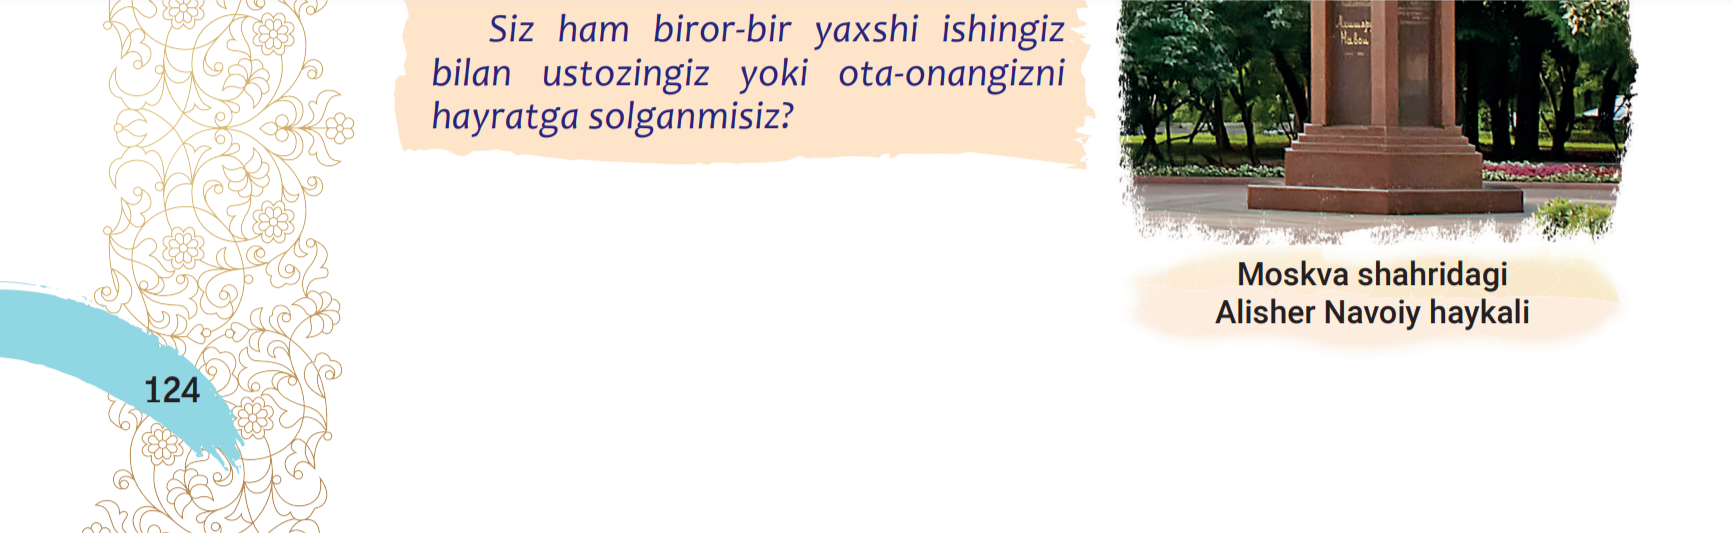 Siz ham biror-bir yaxshi ishingiz
bilan ustozingiz yoki ota-onangizni
hayratga solganmisiz?
Алишер
Навои
Moskva shahridagi
Alisher Navoiy haykali
124